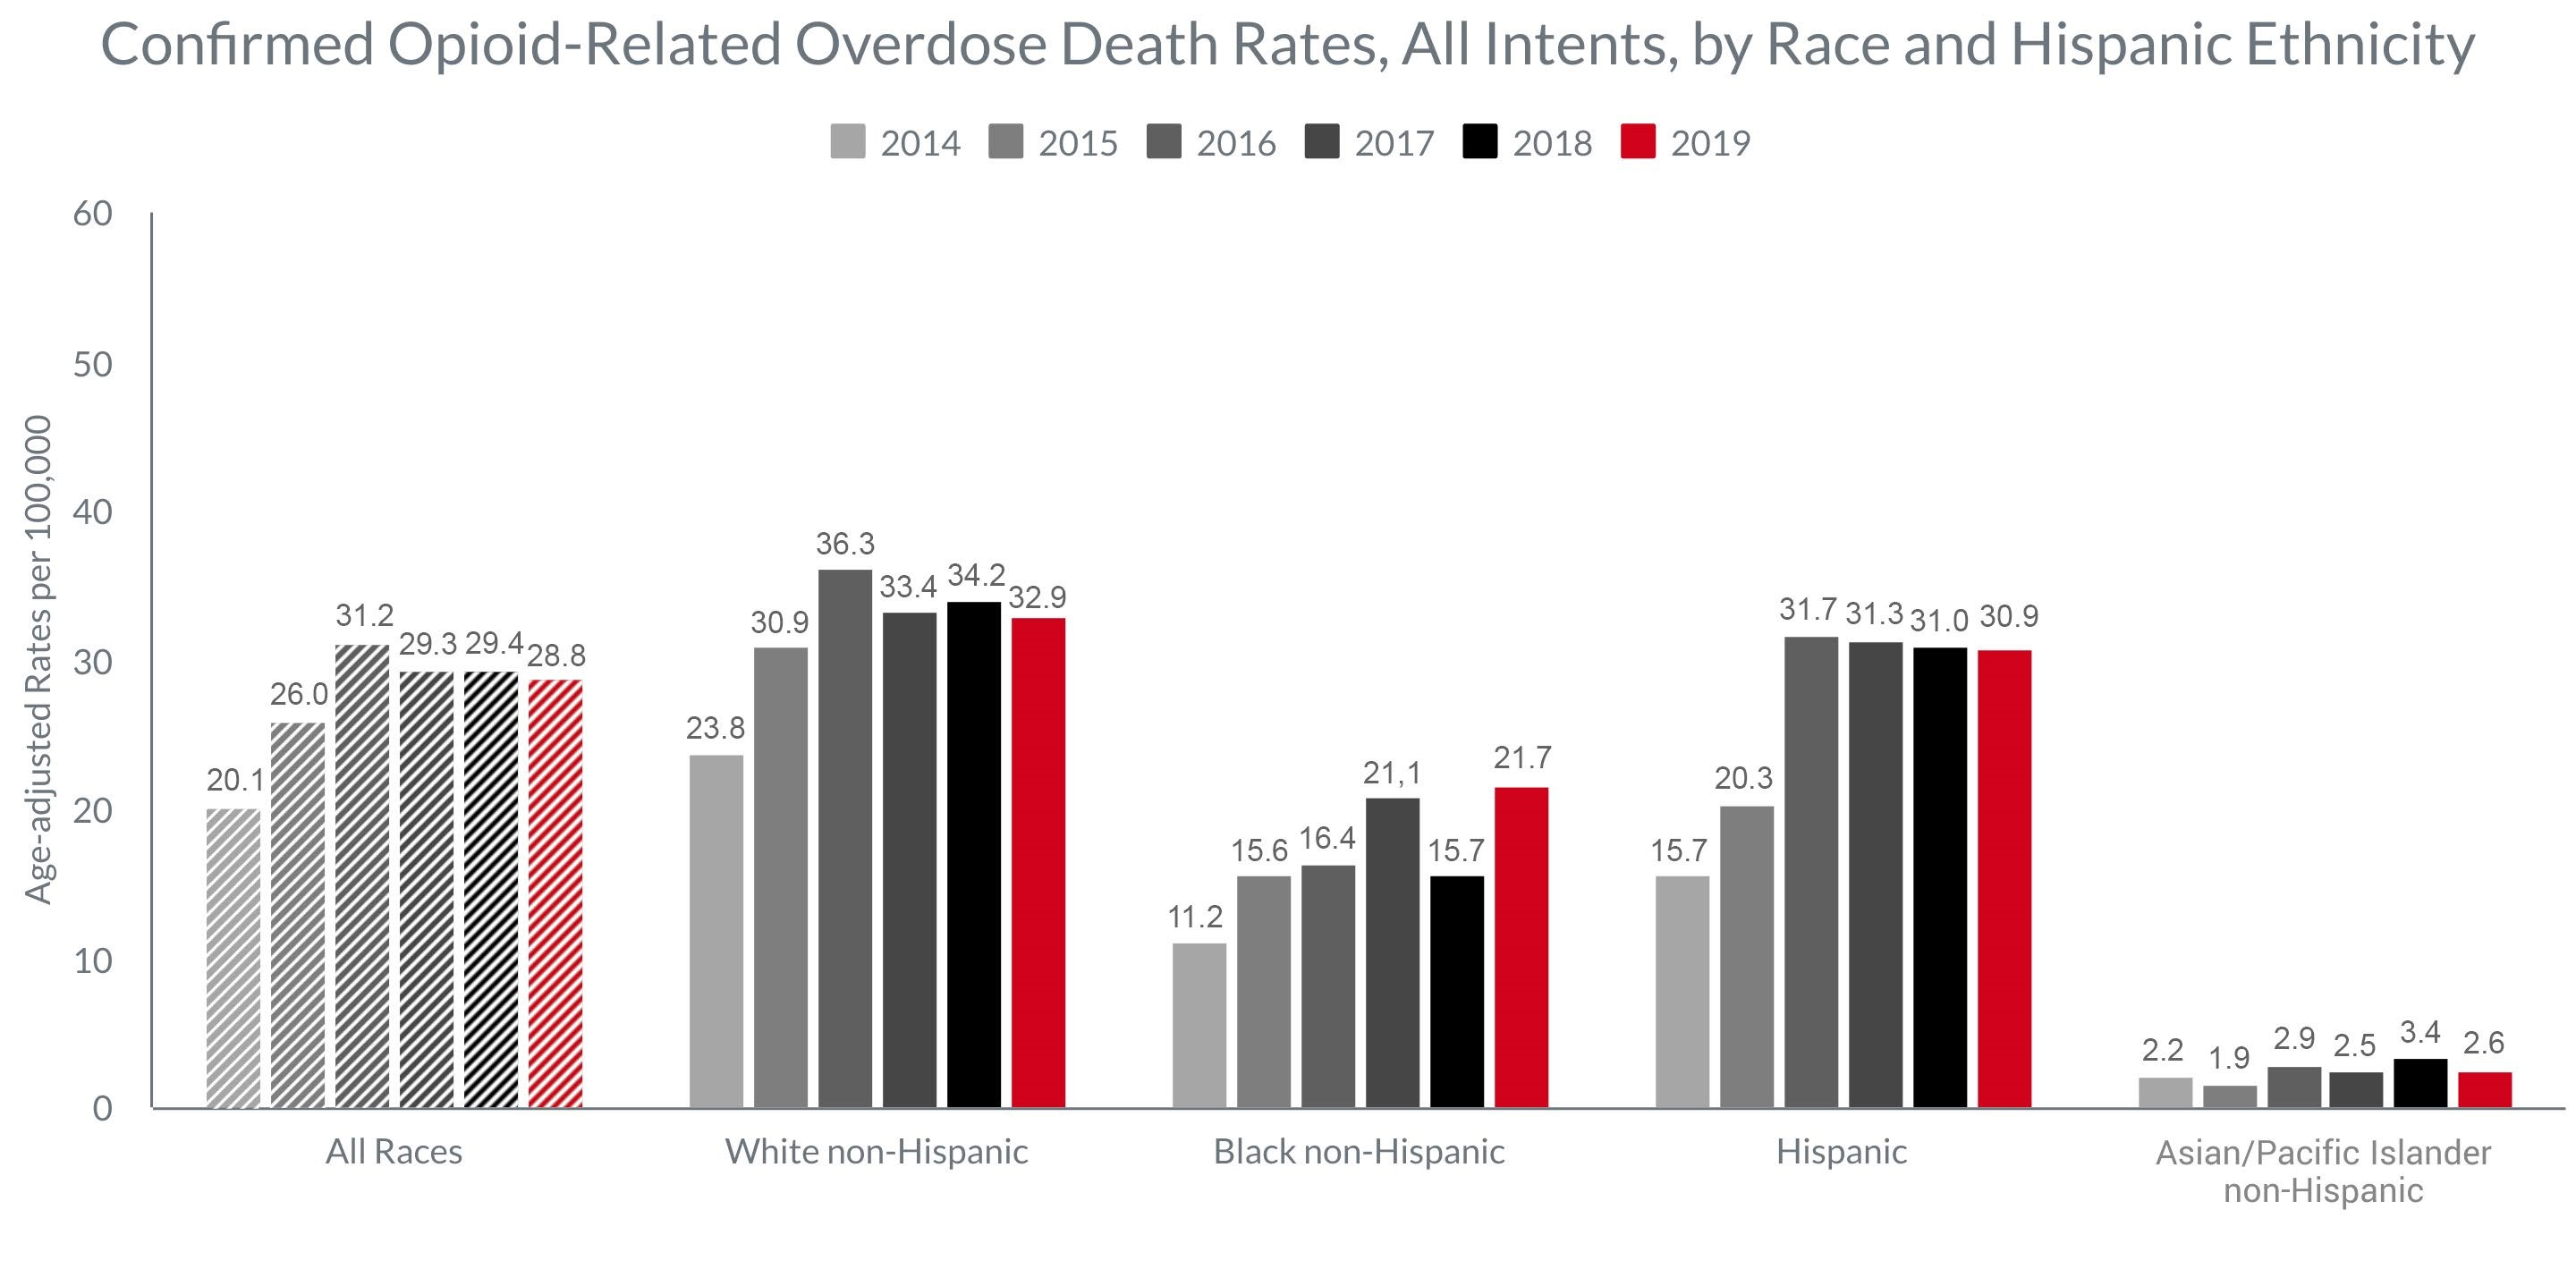 Confirmed Opioid-Related Overdose Death Rates, All Intents, by Race and Hispanic Ethnicity
2014 2015 2016 2017 2018 2019
Age-adjusted Rates per 100,000
60
50
40
30
20
10
0
20.1 26.0 31.2 29.3 29.4 28.8
23.8 30.9 36.3 33.4 34.2 32.9
11.2 15.6 16.4 21,1 15.7 21.7
15.7 20.3 31.7 31.3 31.0 30.9
2.2 1.9 2.9 2.5 3.4 2.6
All Races
White non-Hispanic
Black non-Hispanic
Hispanic
Asian/Pacific Islander
non-Hispanic